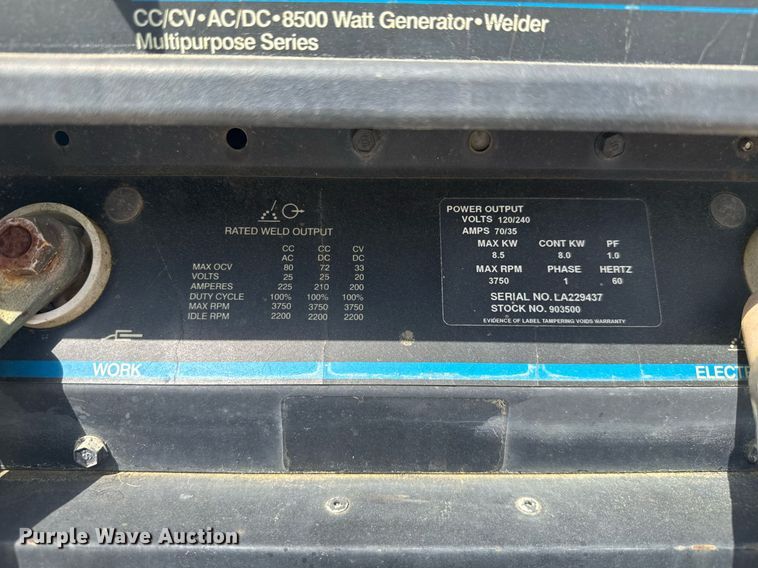 CC/CV•AC/DC•8500 Watt Generator•Welder
Multipurpose Series
RATED WELD OUTPUT
CC CC CV
AC DC DC
MAX OCV 80 72 33
VOLTS 25 25 20
AMPERES 225 210 200
DUTY CYCLE 100% 100% 100%
MAX RPM 3750 3750 3750
IDLE RPM 2200 2200 2200
POWER OUTPUT
VOLTS 120/240
AMPS 70/35
MAX KW CONT KW PF
8.5 8.0 1.0
MAX RPM PHASE HERTZ
3750 1 60
SERIAL NO. LA229437
STOCK NO. 903500
EVIDENCE OF LABEL TAMPERING VOIDS WARRANTY
WORK
ELECTR
Purple Wave Auction